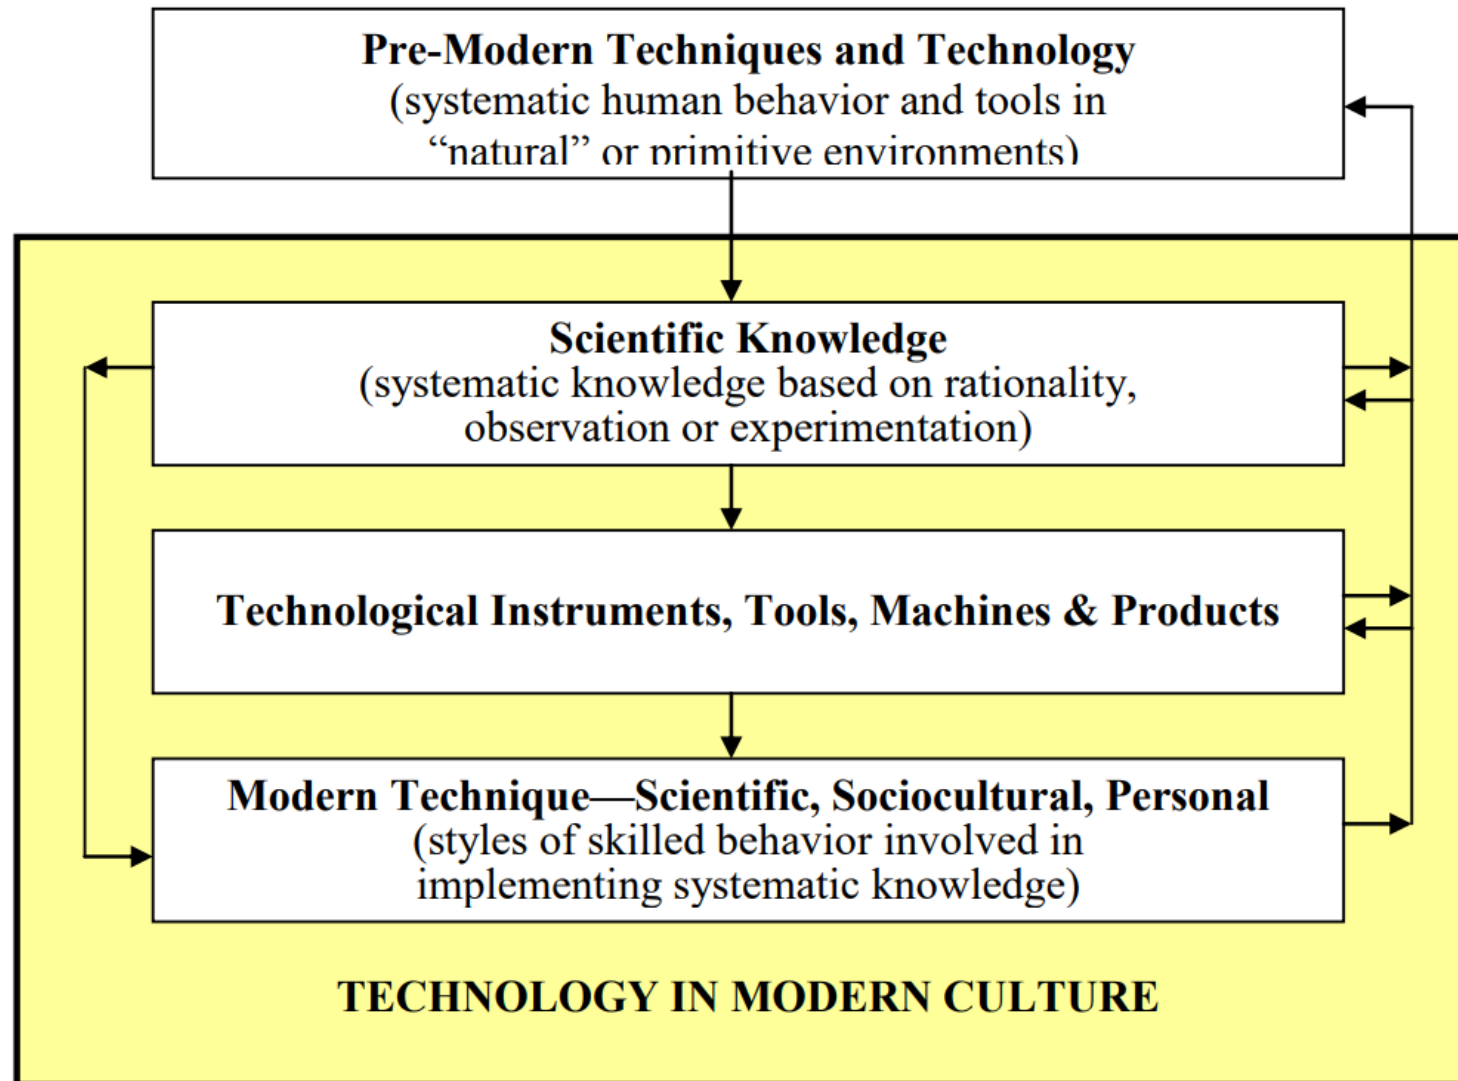 Pre-Modern Techniques and Technology
(systematic human behavior and tools in
“natural” or primitive environments)
Scientific Knowledge
(systematic knowledge based on rationality,
observation or experimentation)
Technological Instruments, Tools, Machines & Products
Modern Technique—Scientific, Sociocultural, Personal
(styles of skilled behavior involved in
implementing systematic knowledge)
TECHNOLOGY IN MODERN CULTURE